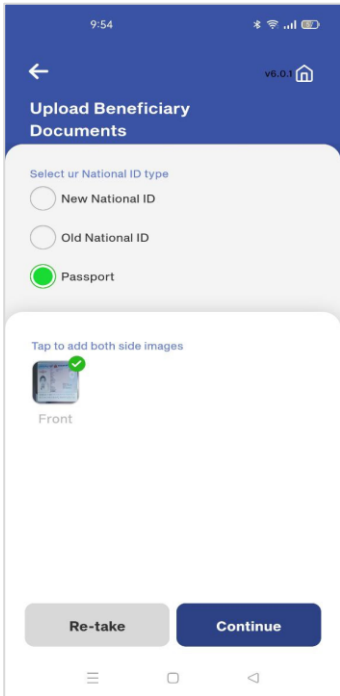 9:54
v6.0.1
Upload Beneficiary
Documents
Select ur National ID type
New National ID
Old National ID
Passport
Tap to add both side images
Front
Re-take
Continue